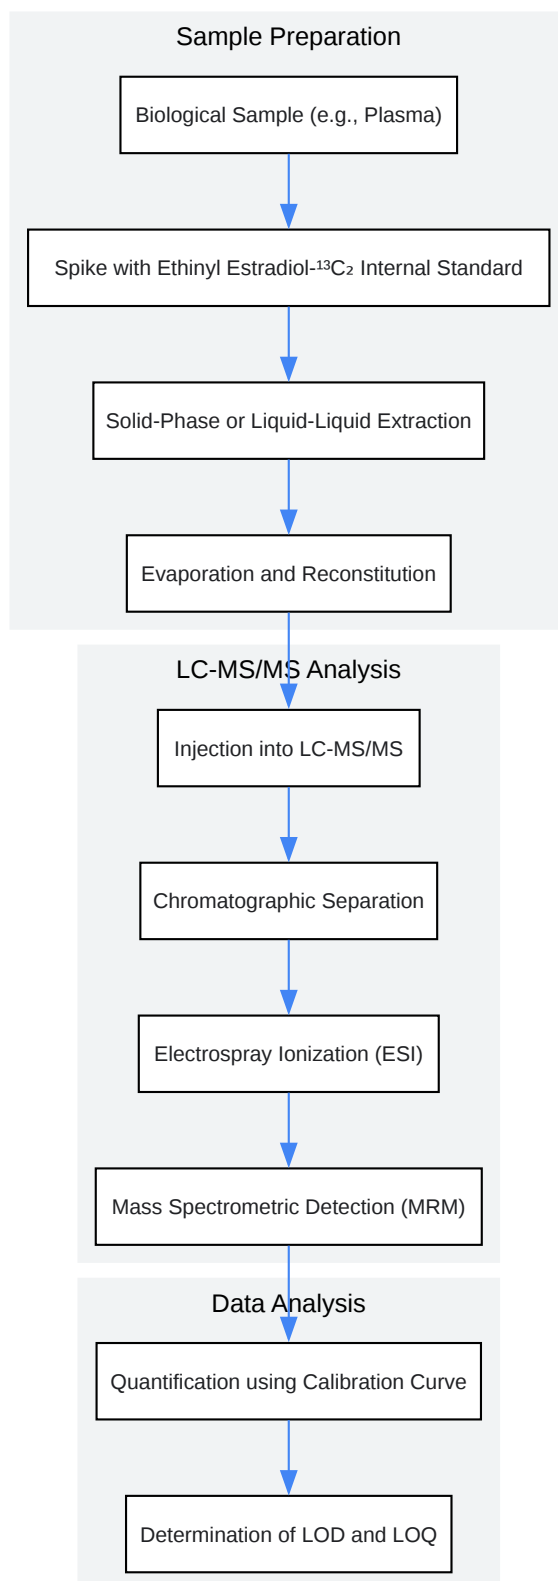 Sample Preparation
Biological Sample (e.g., Plasma)
Spike with Ethinyl Estradiol-¹³C₂ Internal Standard
Solid-Phase or Liquid-Liquid Extraction
Evaporation and Reconstitution
LC-MS/MS Analysis
Injection into LC-MS/MS
Chromatographic Separation
Electrospray Ionization (ESI)
Mass Spectrometric Detection (MRM)
Data Analysis
Quantification using Calibration Curve
Determination of LOD and LOQ